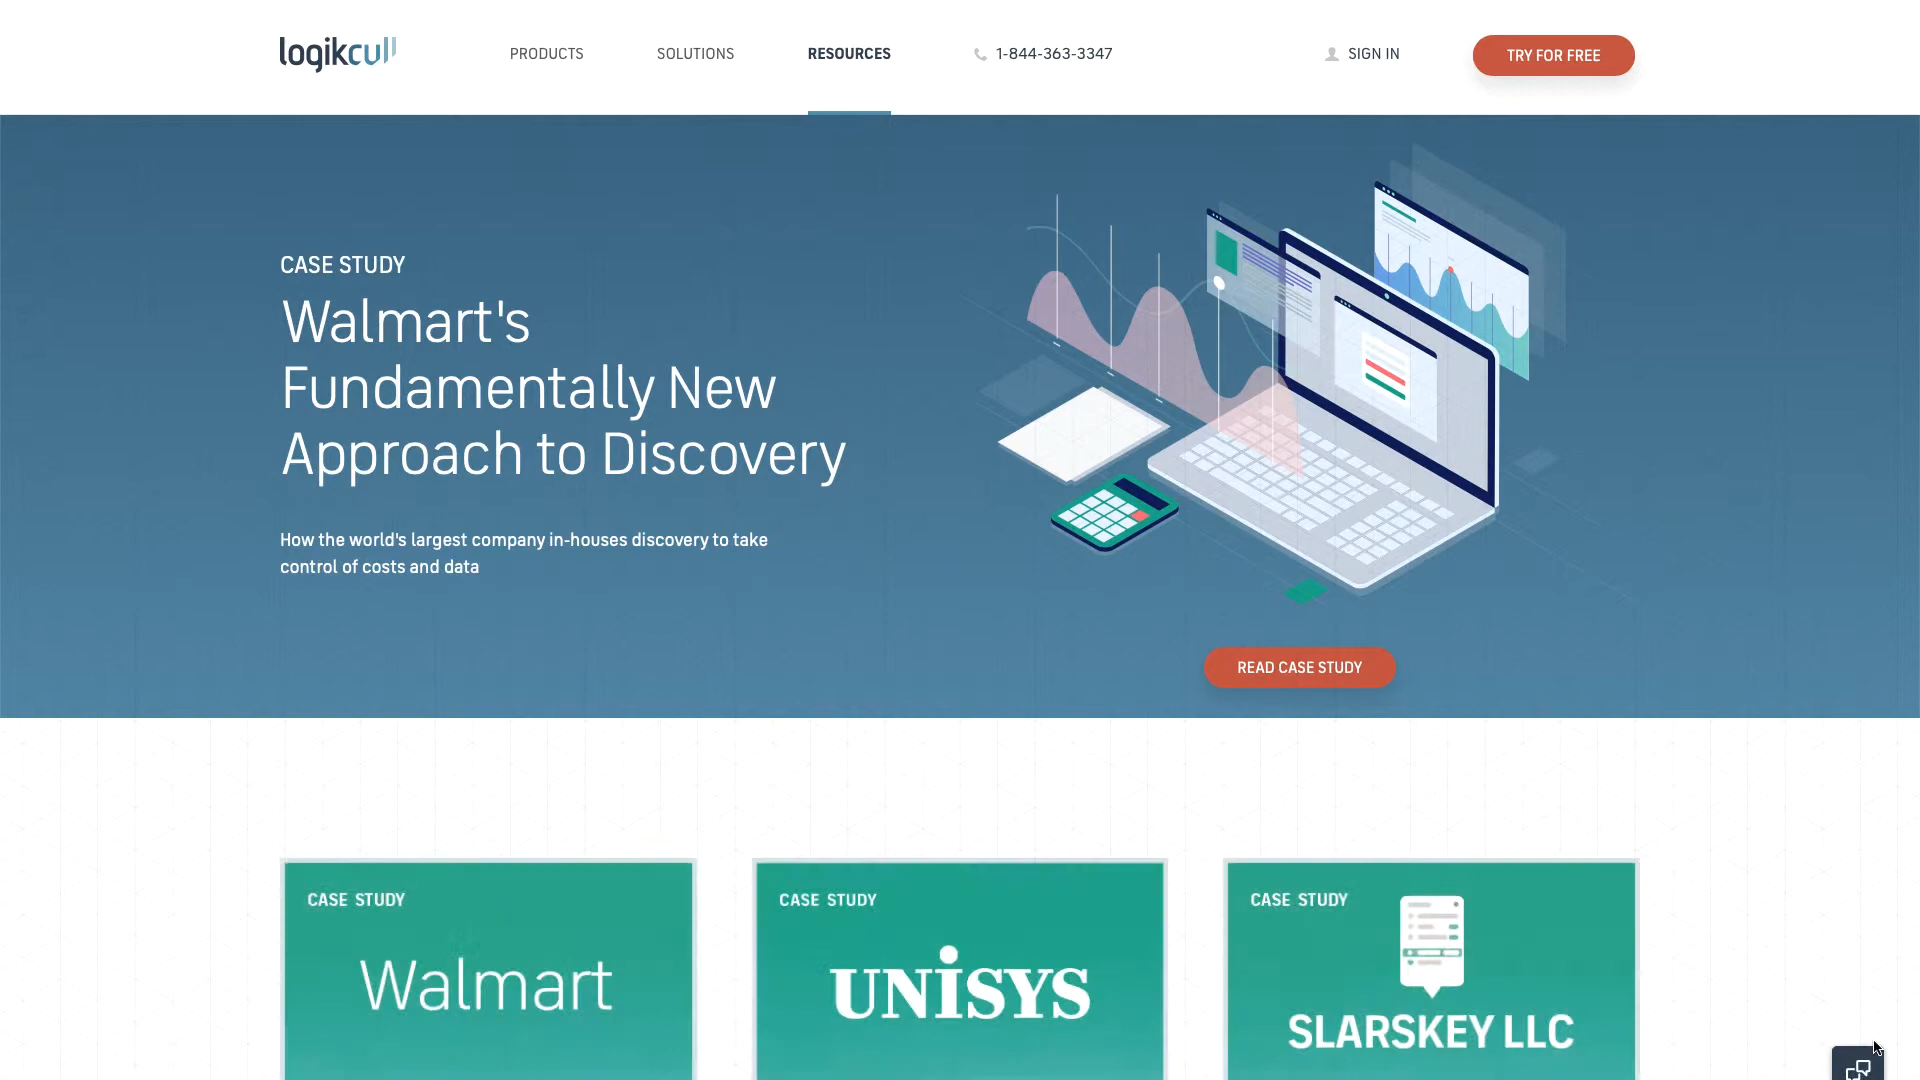 logikcull
PRODUCTS
SOLUTIONS
RESOURCES
1-844-363-3347
SIGN IN
TRY FOR FREE
CASE STUDY
Walmart's
Fundamentally New
Approach to Discovery
How the world's largest company in-houses discovery to take
control of costs and data
READ CASE STUDY
CASE STUDY
Walmart
CASE STUDY
UNISYS
CASE STUDY
SLARSKEY LLC